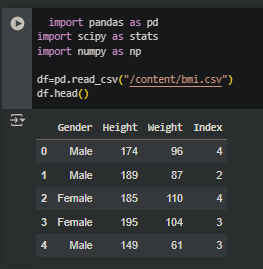 import pandas as pd
import scipy as stats
import numpy as np
df=pd.read_csv("/content/bmi.csv")
df.head()
Gender Height Weight Index
0 Male 174 96 4
1 Male 189 87 2
2 Female 185 110 4
3 Female 195 104 3
4 Male 149 61 3